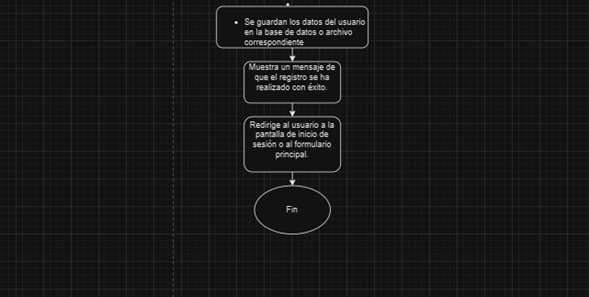 • Se guardan los datos del usuario
en la base de datos o archivo
correspondiente
Muestra un mensaje de
que el registro se ha
realizado con éxito.
Redirige al usuario a la
pantalla de inicio de
sesión o al formulario
principal.
Fin